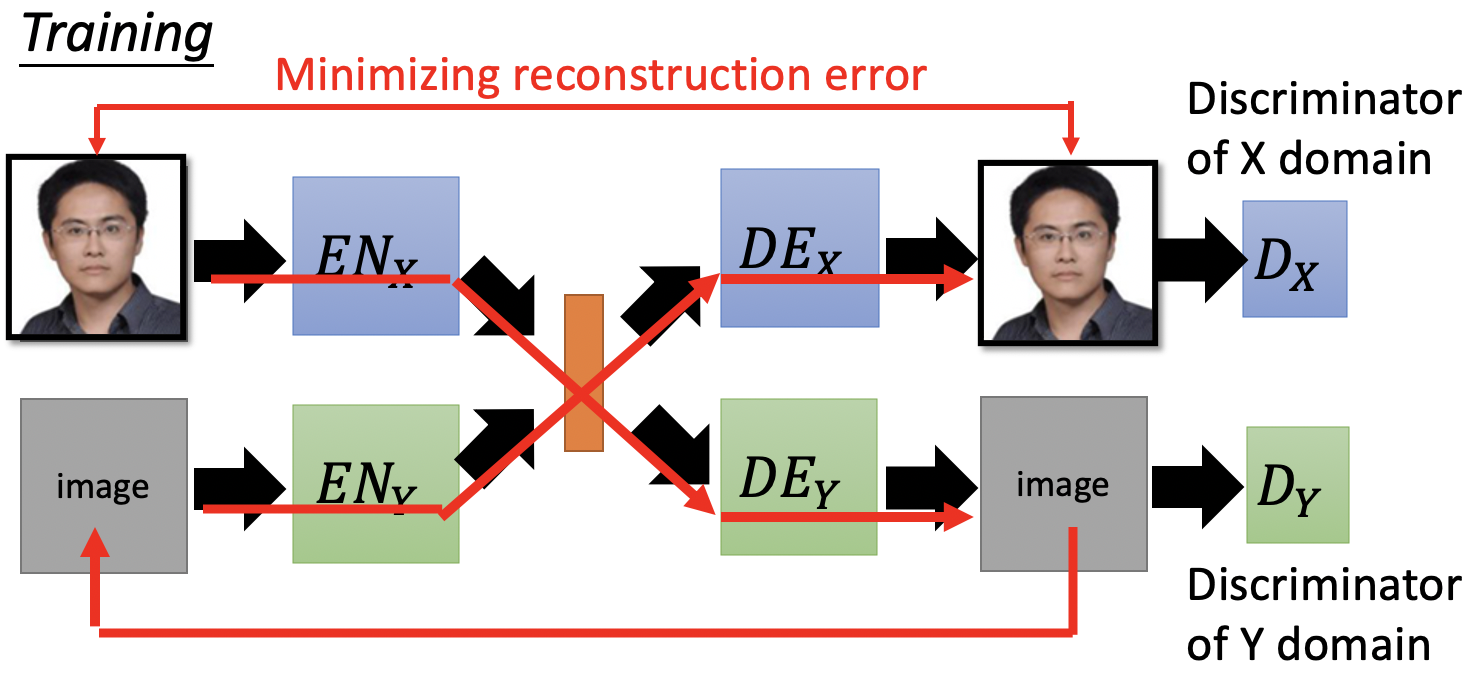 Training
Minimizing reconstruction error
Discriminator
of X domain
EN_X
DE_X
D_X
image
EN_Y
DE_Y
image
D_Y
Discriminator
of Y domain